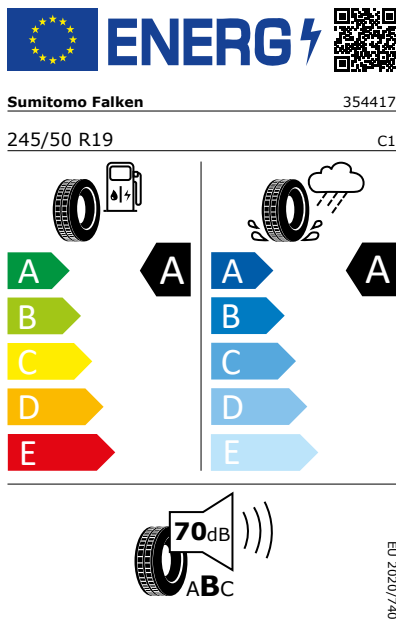 ENERG
Sumitomo Falken 354417
245/50 R19 C1
A A A A
B B
C C
D D
E E
70dB
ABC
EU 2020/740